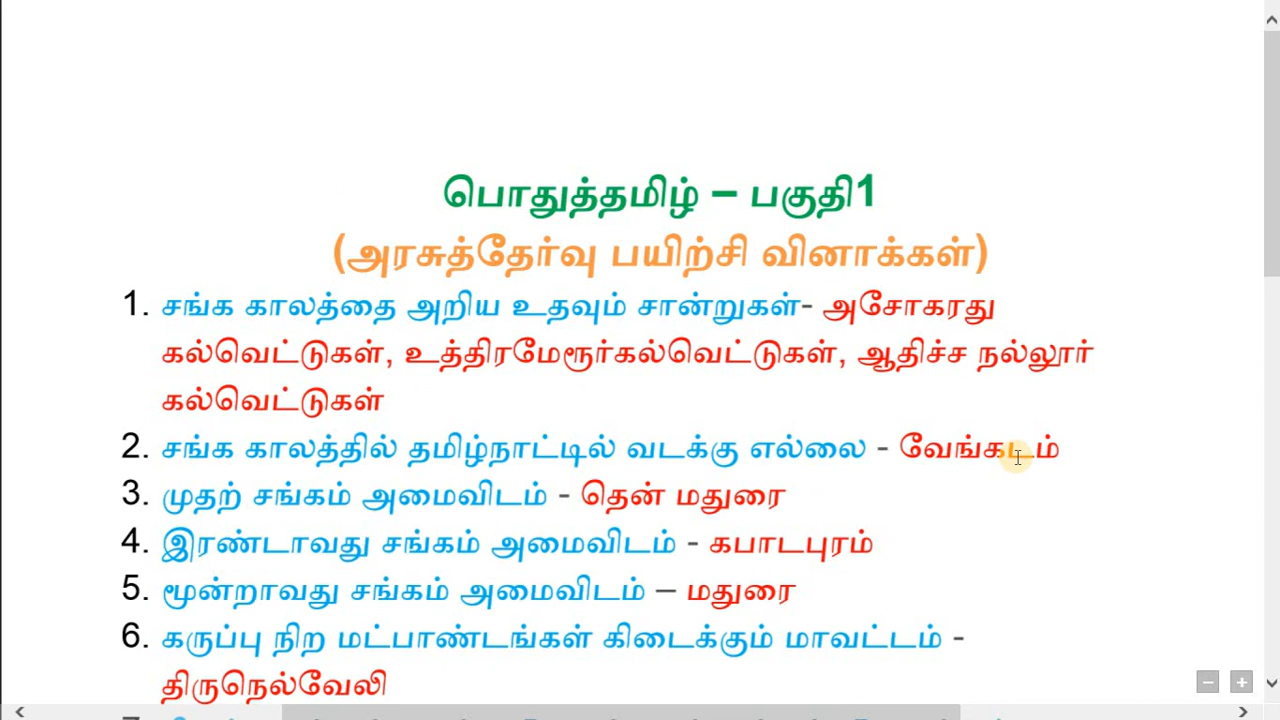 பொதுத்தமிழ் – பகுதி1
(அரசுத்தேர்வு பயிற்சி வினாக்கள்)
1. சங்க காலத்தை அறிய உதவும் சான்றுகள்- அசோகரது
கல்வெட்டுகள், உத்திரமேரூர்கல்வெட்டுகள், ஆதிச்ச நல்லூர்
கல்வெட்டுகள்
2. சங்க காலத்தில் தமிழ்நாட்டில் வடக்கு எல்லை - வேங்கடம்
3. முதற் சங்கம் அமைவிடம் - தென் மதுரை
4. இரண்டாவது சங்கம் அமைவிடம் - கபாடபுரம்
5. மூன்றாவது சங்கம் அமைவிடம் – மதுரை
6. கருப்பு நிற மட்பாண்டங்கள் கிடைக்கும் மாவட்டம் -
திருநெல்வேலி